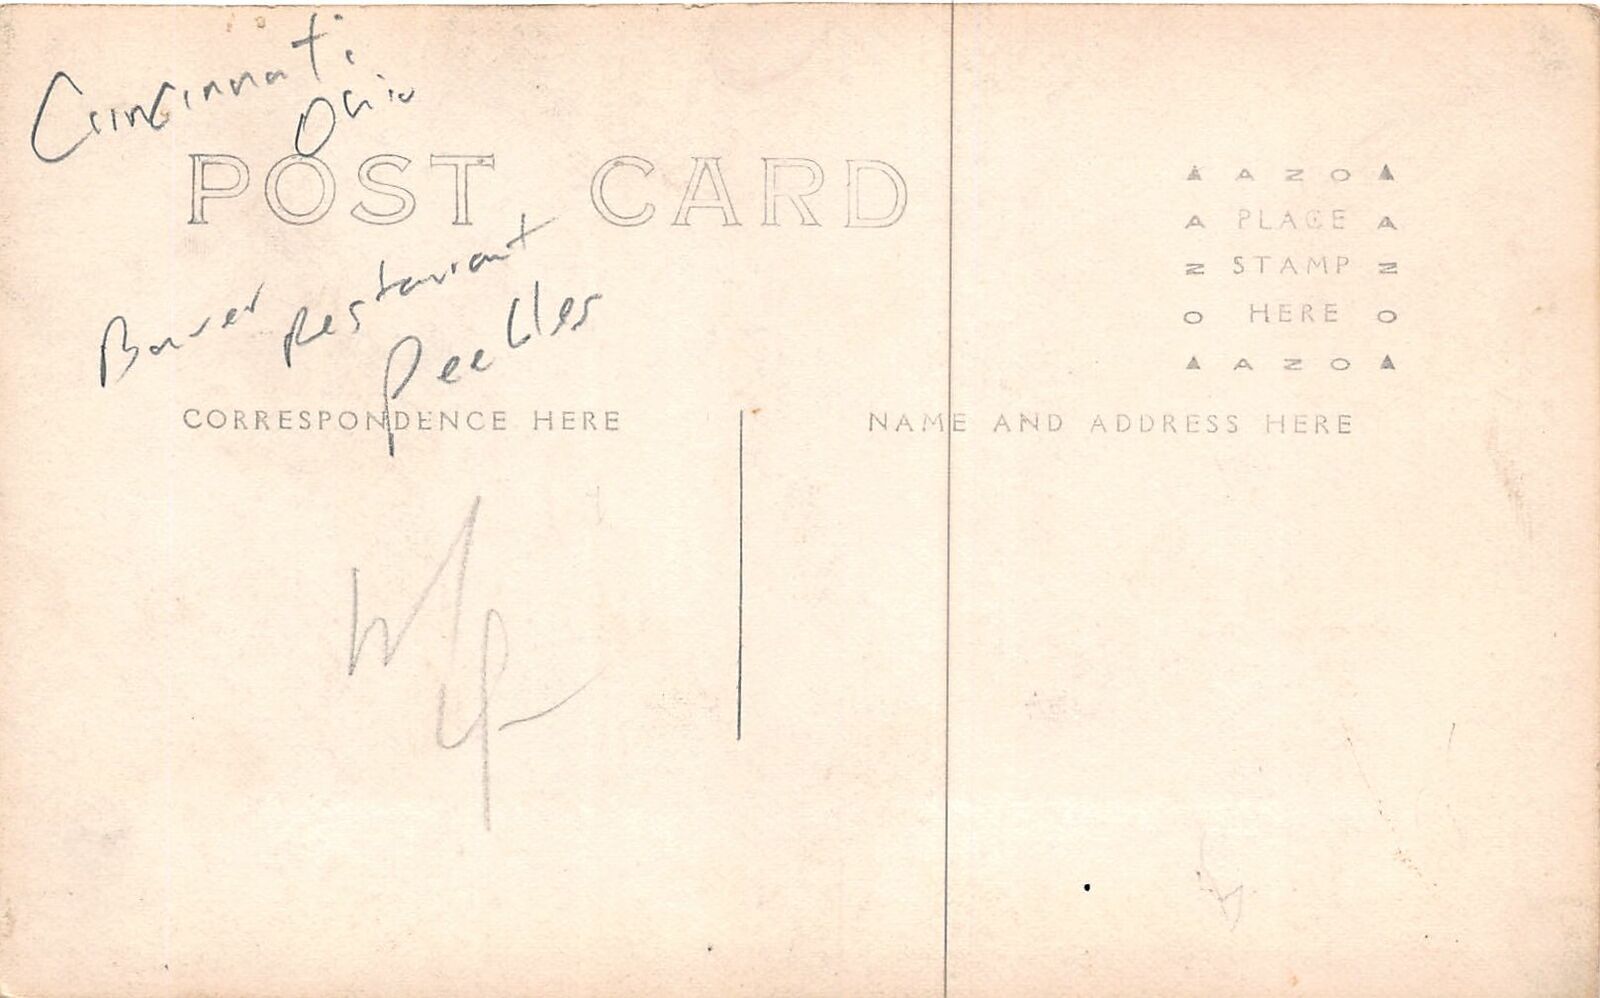 Cincinnati
Ohio
POST CARD
Bauer Restaurant
Peebles
CORRESPONDENCE HERE
AZO
PLACE
STAMP
HERE
AZO
NAME AND ADDRESS HERE